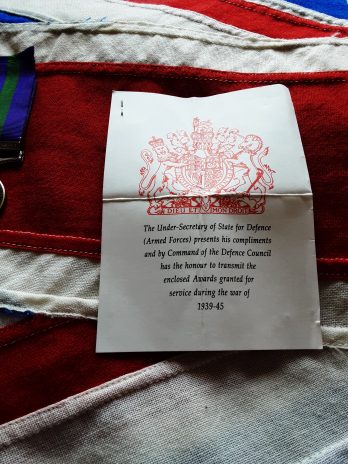 DIEU ET MON DROIT
The Under-Secretary of State for Defence
(Armed Forces) presents his compliments
and by Command of the Defence Council
has the honour to transmit the
enclosed Awards granted for
service during the war of
1939-45